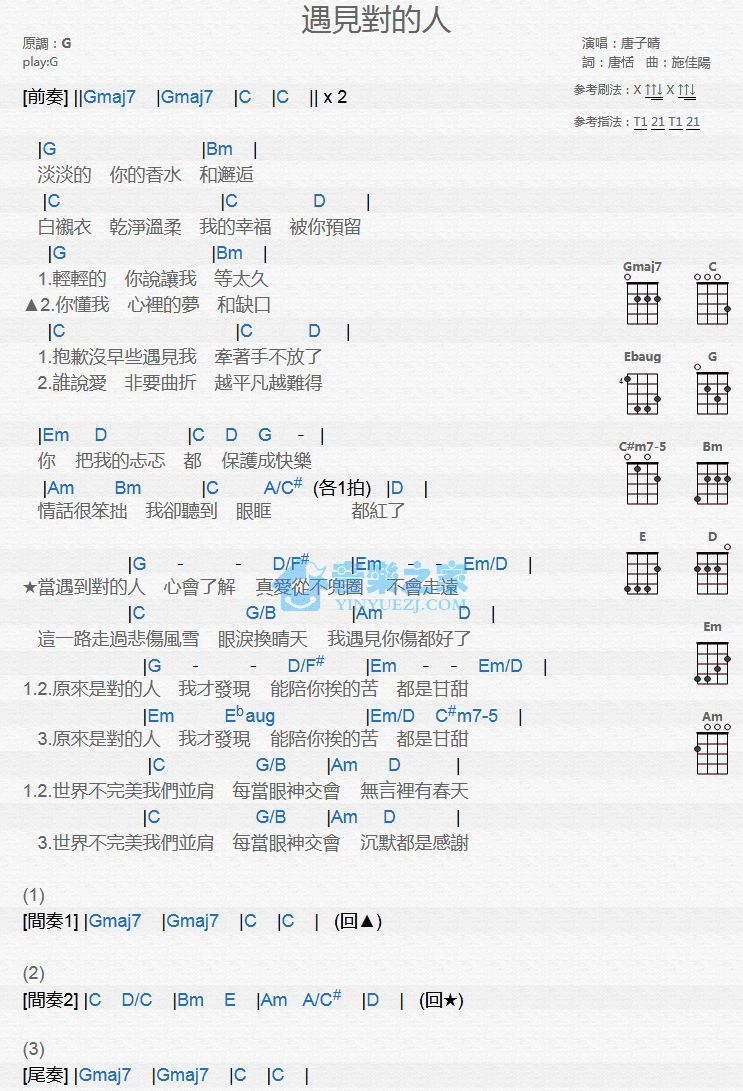 遇見對的人
原調：G
play:G
演唱：唐子晴
詞：唐恬 曲：施佳陽
參考刷法：X ↑↑↓ X ↑↑↓
參考指法：T1 21 T1 21
[前奏] ||Gmaj7 |Gmaj7 |C |C || x 2
|G |Bm |
淡淡的 你的香水 和邂逅
|C |C D |
白襯衣 乾淨溫柔 我的幸福 被你預留
|G |Bm |
1.輕輕的 你說讓我 等太久
▲2.你懂我 心裡的夢 和缺口
|C |C D |
1.抱歉沒早些遇見我 牽著手不放了
2.誰說愛 非要曲折 越平凡越難得
|Em D |C D G - |
你 把我的忐忑 都 保護成快樂
|Am Bm |C A/C# (各1拍) |D |
情話很笨拙 我卻聽到 眼眶 都紅了
|G - - D/F# |Em - - Em/D |
★當遇到對的人 心會了解 真愛從不兜圈 不會走遠
|C G/B |Am D |
這一路走過悲傷風雪 眼淚換晴天 我遇見你傷都好了
|G - - D/F# |Em - - Em/D |
1.2.原來是對的人 我才發現 能陪你挨的苦 都是甘甜
|Em Ebaug |Em/D C#m7-5 |
3.原來是對的人 我才發現 能陪你挨的苦 都是甘甜
|C G/B |Am D |
1.2.世界不完美我們並肩 每當眼神交會 無言裡有春天
|C G/B |Am D |
3.世界不完美我們並肩 每當眼神交會 沉默都是感謝
(1)
[間奏1] |Gmaj7 |Gmaj7 |C |C | (回▲)
(2)
[間奏2] |C D/C |Bm E |Am A/C# |D | (回★)
(3)
[尾奏] |Gmaj7 |Gmaj7 |C |C |
Gmaj7 C
Ebaug G
4
C#m7-5 Bm
E D
Em
Am
音樂之家
YINYUEZJ.COM